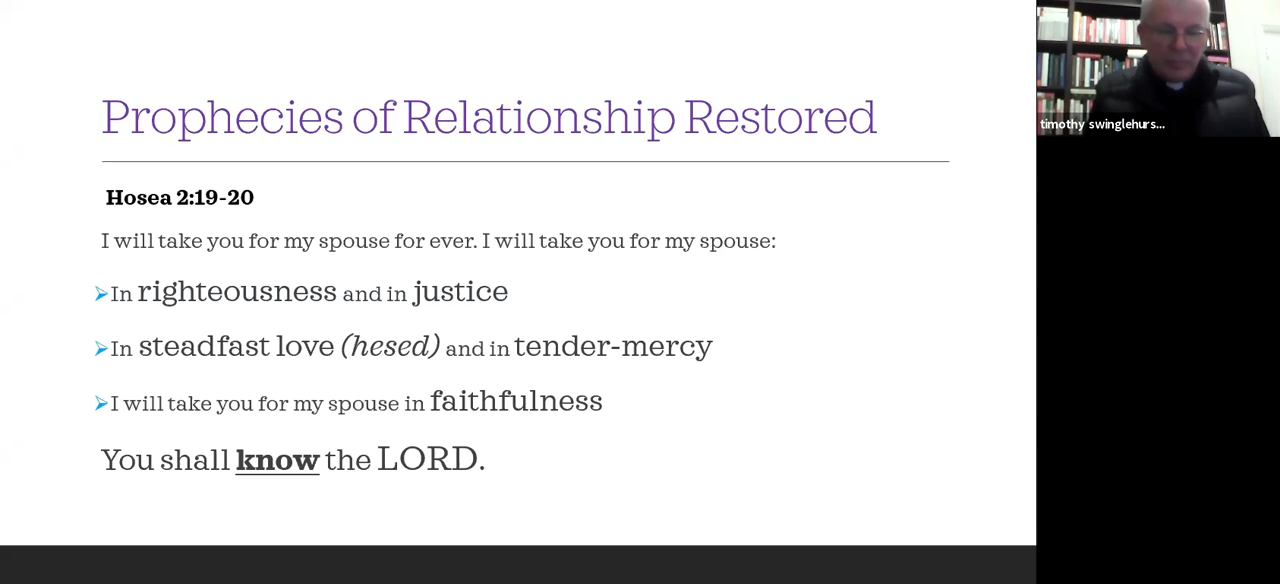 Prophecies of Relationship Restored
Hosea 2:19-20
I will take you for my spouse for ever. I will take you for my spouse:
In righteousness and in justice
In steadfast love (hesed) and in tender-mercy
I will take you for my spouse in faithfulness
You shall know the LORD.
timothy swinglehurs...